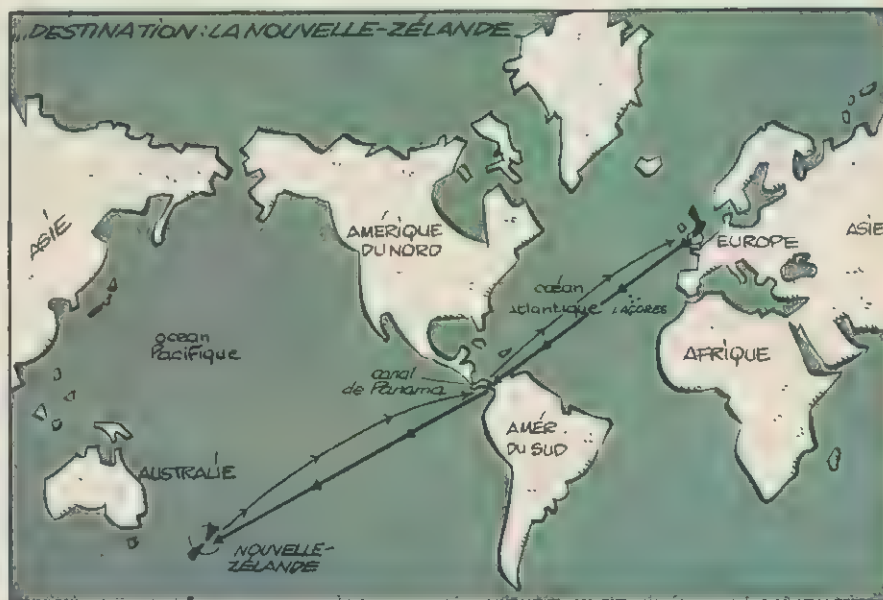 DESTINATION : LA NOUVELLE-ZÉLANDE
ASIE
AMÉRIQUE
DU NORD
EUROPE
ASIE
océan
Atlantique
AÇORES
océan
Pacifique
AFRIQUE
canal
de Panama
AMÉR.
DU SUD
AUSTRALIE
NOUVELLE-
ZÉLANDE